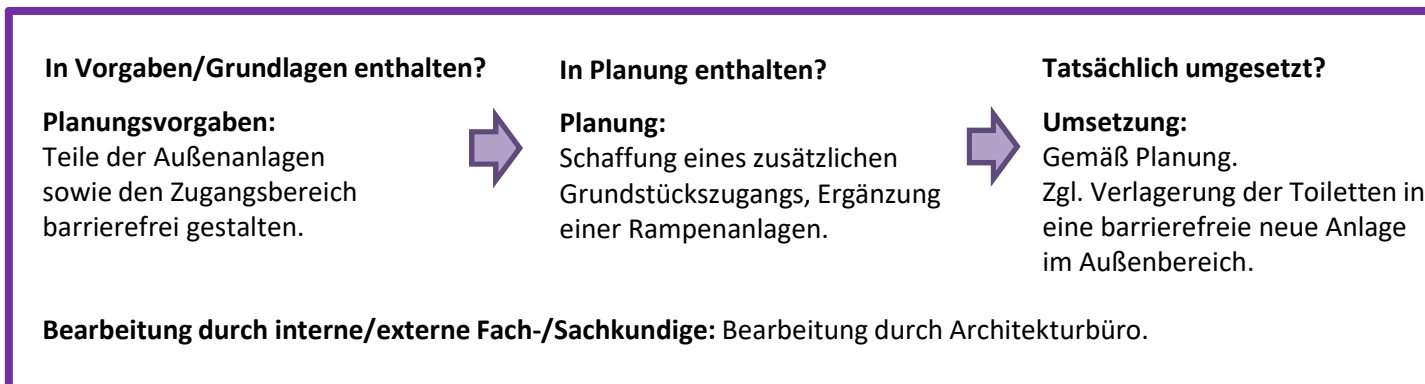 In Vorgaben/Grundlagen enthalten?
Planungsvorgaben:
Teile der Außenanlagen
sowie den Zugangsbereich
barrierefrei gestalten.
In Planung enthalten?
Planung:
Schaffung eines zusätzlichen
Grundstückszugangs, Ergänzung
einer Rampenanlagen.
Tatsächlich umgesetzt?
Umsetzung:
Gemäß Planung.
Zgl. Verlagerung der Toiletten in
eine barrierefreie neue Anlage
im Außenbereich.
Bearbeitung durch interne/externe Fach-/Sachkundige: Bearbeitung durch Architekturbüro.